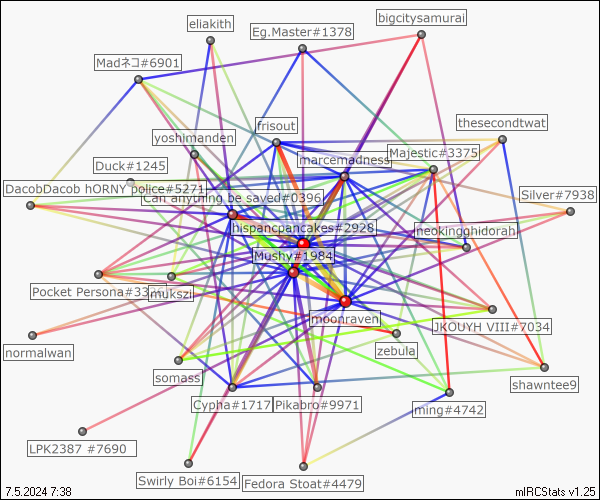 eliakith
Eg.Master#1378
bigcitysamurai
Madネコ#6901
frisout
thesecondtwat
yoshimanden
marcemadness
Majestic#3375
Duck#1245
DacobDacob hORNY police#5271
Can anything be saved#0396
Silver#7938
hispancpancakes#2928
neokingghidorah
Mushy#1984
Pocket Persona#33
mukszi
moonraven
JKOUYH VIII#7034
normalwan
zebula
somassi
shawntee9
Cypha#1717
Pikabro#9971
ming#4742
LPK2387 #7690
Swirly Boi#6154
Fedora Stoat#4479
7.5.2024 7:38
mIRCStats v1.25